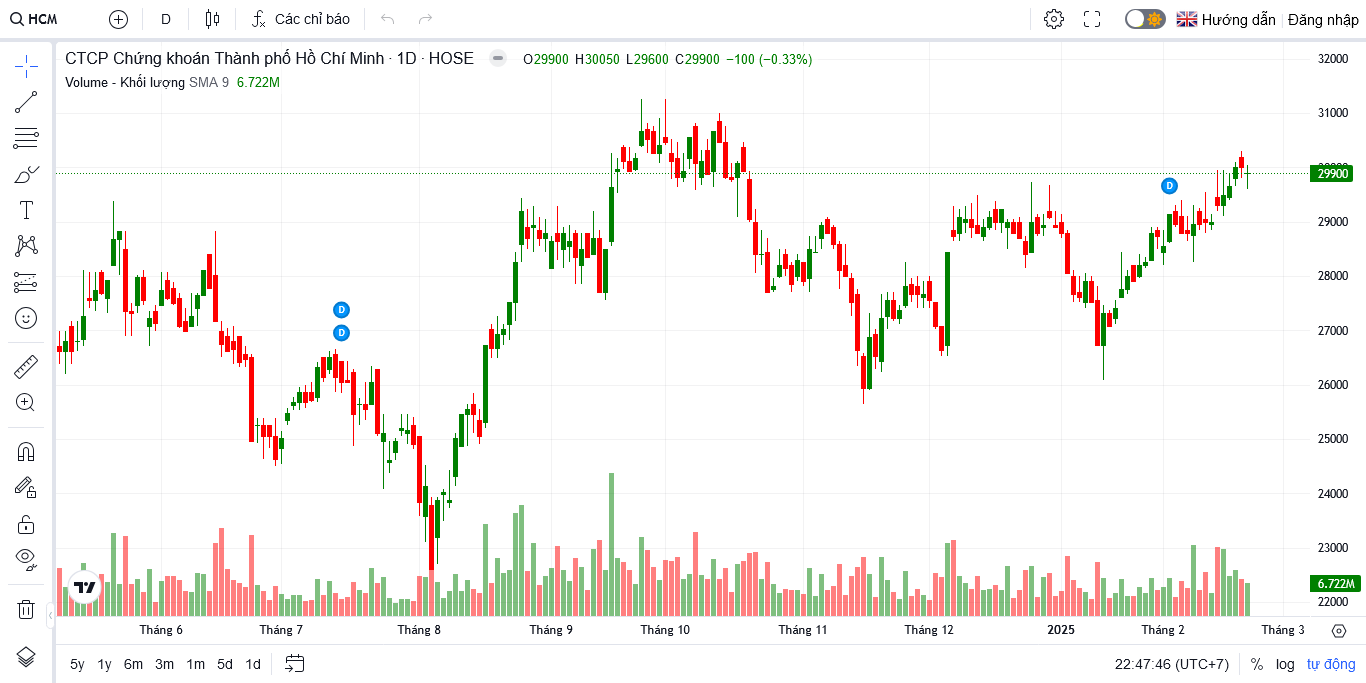 HCM D Các chỉ báo Hướng dẫn Đăng nhập
CTCP Chứng khoán Thành phố Hồ Chí Minh · 1D · HOSE O29900 H30050 L29600 C29900 −100 (−0.33%)
Volume - Khối lượng SMA 9 6.722M
32000
31000
29900
29000
28000
27000
26000
25000
24000
23000
6.722M
22000
D
D
D
Tháng 6 Tháng 7 Tháng 8 Tháng 9 Tháng 10 Tháng 11 Tháng 12 2025 Tháng 2 Tháng 3
5y 1y 6m 3m 1m 5d 1d 22:47:46 (UTC+7) % log tự động